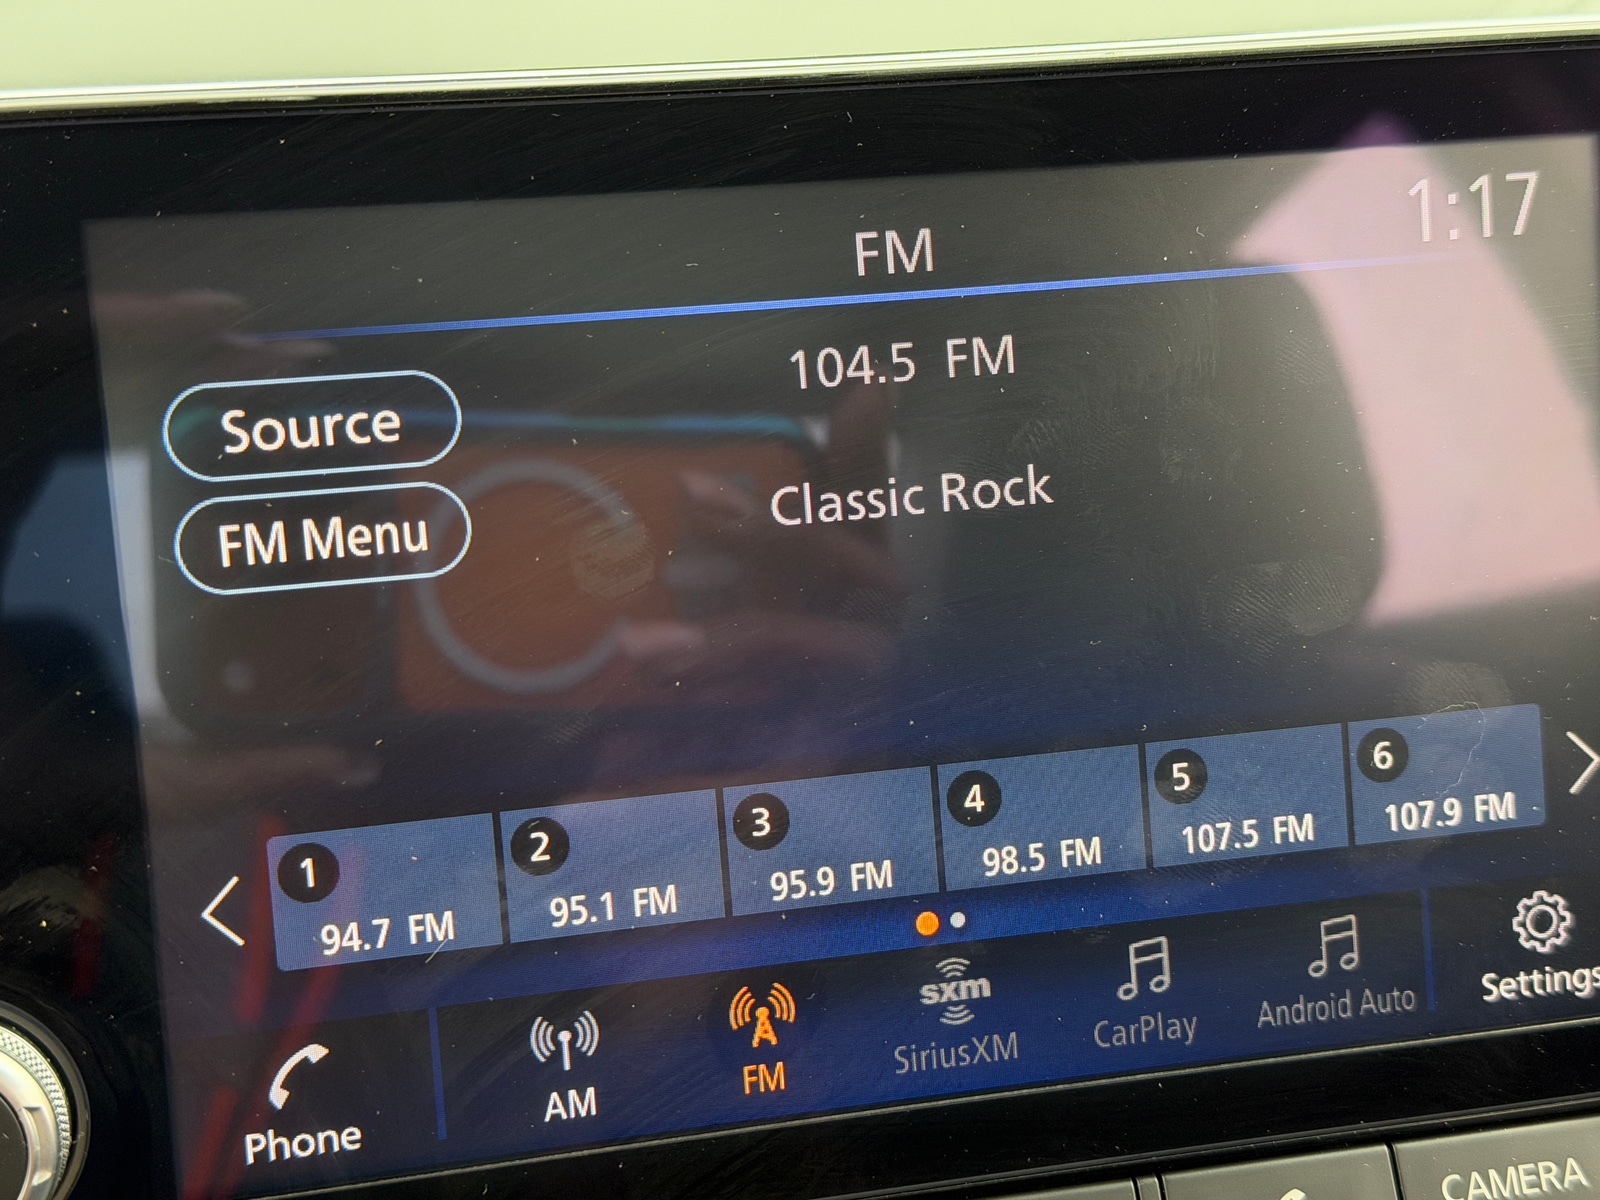 FM
1:17
104.5 FM
Source
Classic Rock
FM Menu
1
94.7 FM
2
95.1 FM
3
95.9 FM
4
98.5 FM
5
107.5 FM
6
107.9 FM
Phone
AM
FM
sxm
SiriusXM
CarPlay
Android Auto
Settings
CAMERA